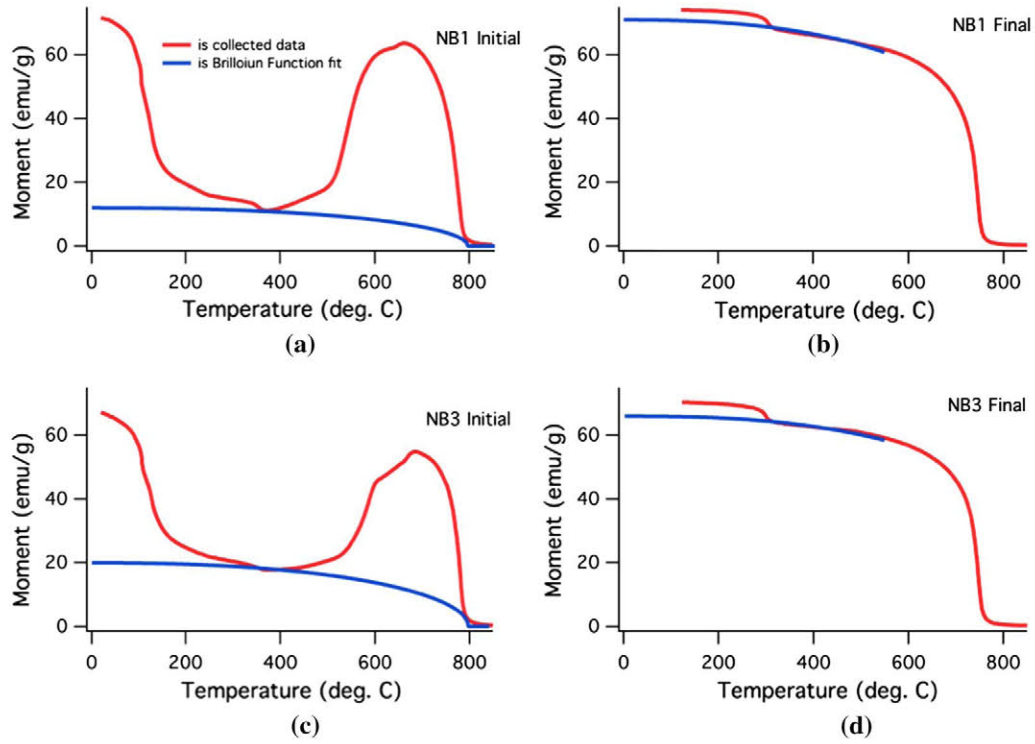 NB1 Initial
is collected data
is Brilloiun Function fit
Moment (emu/g)
60
40
20
0
0 200 400 600 800
Temperature (deg. C)
(a)
NB1 Final
Moment (emu/g)
60
40
20
0
0 200 400 600 800
Temperature (deg. C)
(b)
NB3 Initial
Moment (emu/g)
60
40
20
0
0 200 400 600 800
Temperature (deg. C)
(c)
NB3 Final
Moment (emu/g)
60
40
20
0
0 200 400 600 800
Temperature (deg. C)
(d)